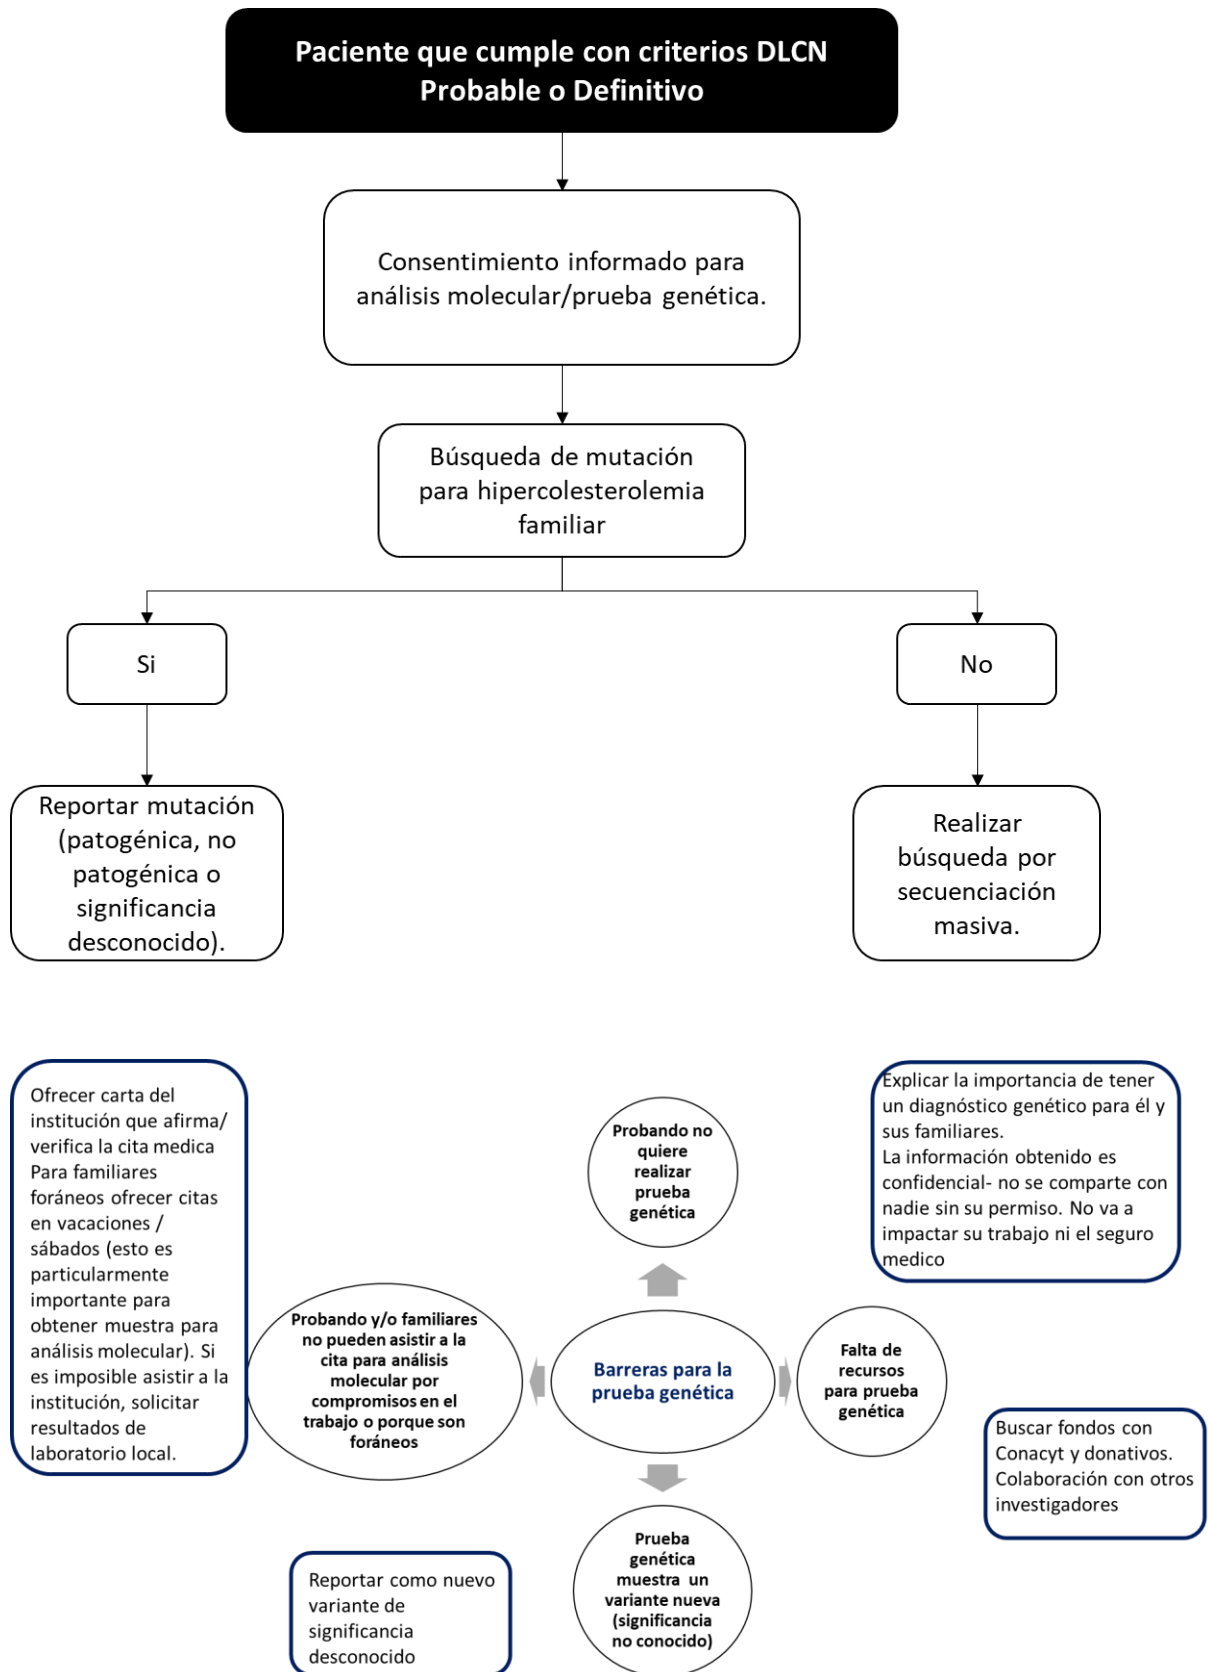 Paciente que cumple con criterios DLCN
Probable o Definitivo
Consentimiento informado para
análisis molecular/prueba genética.
Búsqueda de mutación
para hipercolesterolemia
familiar
Si
No
Reportar mutación
(patogénica, no
patogénica o
significancia
desconocido).
Realizar
búsqueda por
secuenciación
masiva.
Ofrecer carta del
institución que afirma/
verifica la cita medica
Para familiares
foráneos ofrecer citas
en vacaciones /
sábados (esto es
particularmente
importante para
obtener muestra para
análisis molecular). Si
es imposible asistir a la
institución, solicitar
resultados de
laboratorio local.
Probando no
quiere
realizar
prueba
genética
Explicar la importancia de tener
un diagnóstico genético para él y
sus familiares.
La información obtenido es
confidencial- no se comparte con
nadie sin su permiso. No va a
impactar su trabajo ni el seguro
medico
Probando y/o familiares
no pueden asistir a la
cita para análisis
molecular por
compromisos en el
trabajo o porque son
foráneos
Barreras para la
prueba genética
Falta de
recursos
para prueba
genética
Buscar fondos con
Conacyt y donativos.
Colaboración con otros
investigadores
Prueba
genética
muestra un
variante nueva
(significancia
no conocido)
Reportar como nuevo
variante de
significancia
desconocido